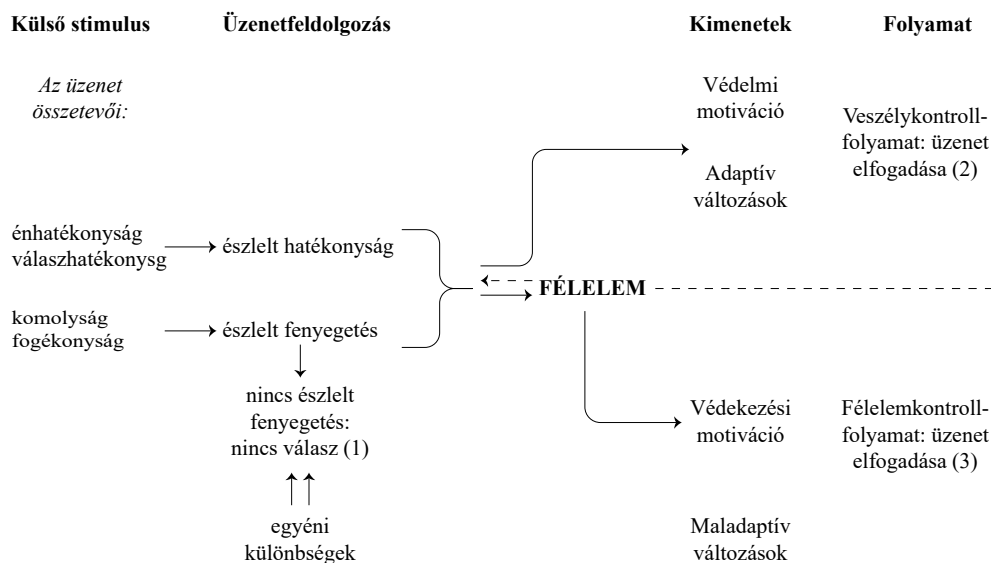 Külső stimulus
Üzenetfeldolgozás
Kimenetek
Folyamat
Az üzenet
összetevői:
Védelmi
motiváció
Adaptív
változások
Veszélykontroll-
folyamat: üzenet
elfogadása (2)
énhatékonyság
válaszhatékonysg
észlelt hatékonyság
FÉLELEM
komolyság
fogékonyság
észlelt fenyegetés
nincs észlelt
fenyegetés:
nincs válasz (1)
egyéni
különbségek
Védekezési
motiváció
Félelemkontroll-
folyamat: üzenet
elfogadása (3)
Maladaptív
változások